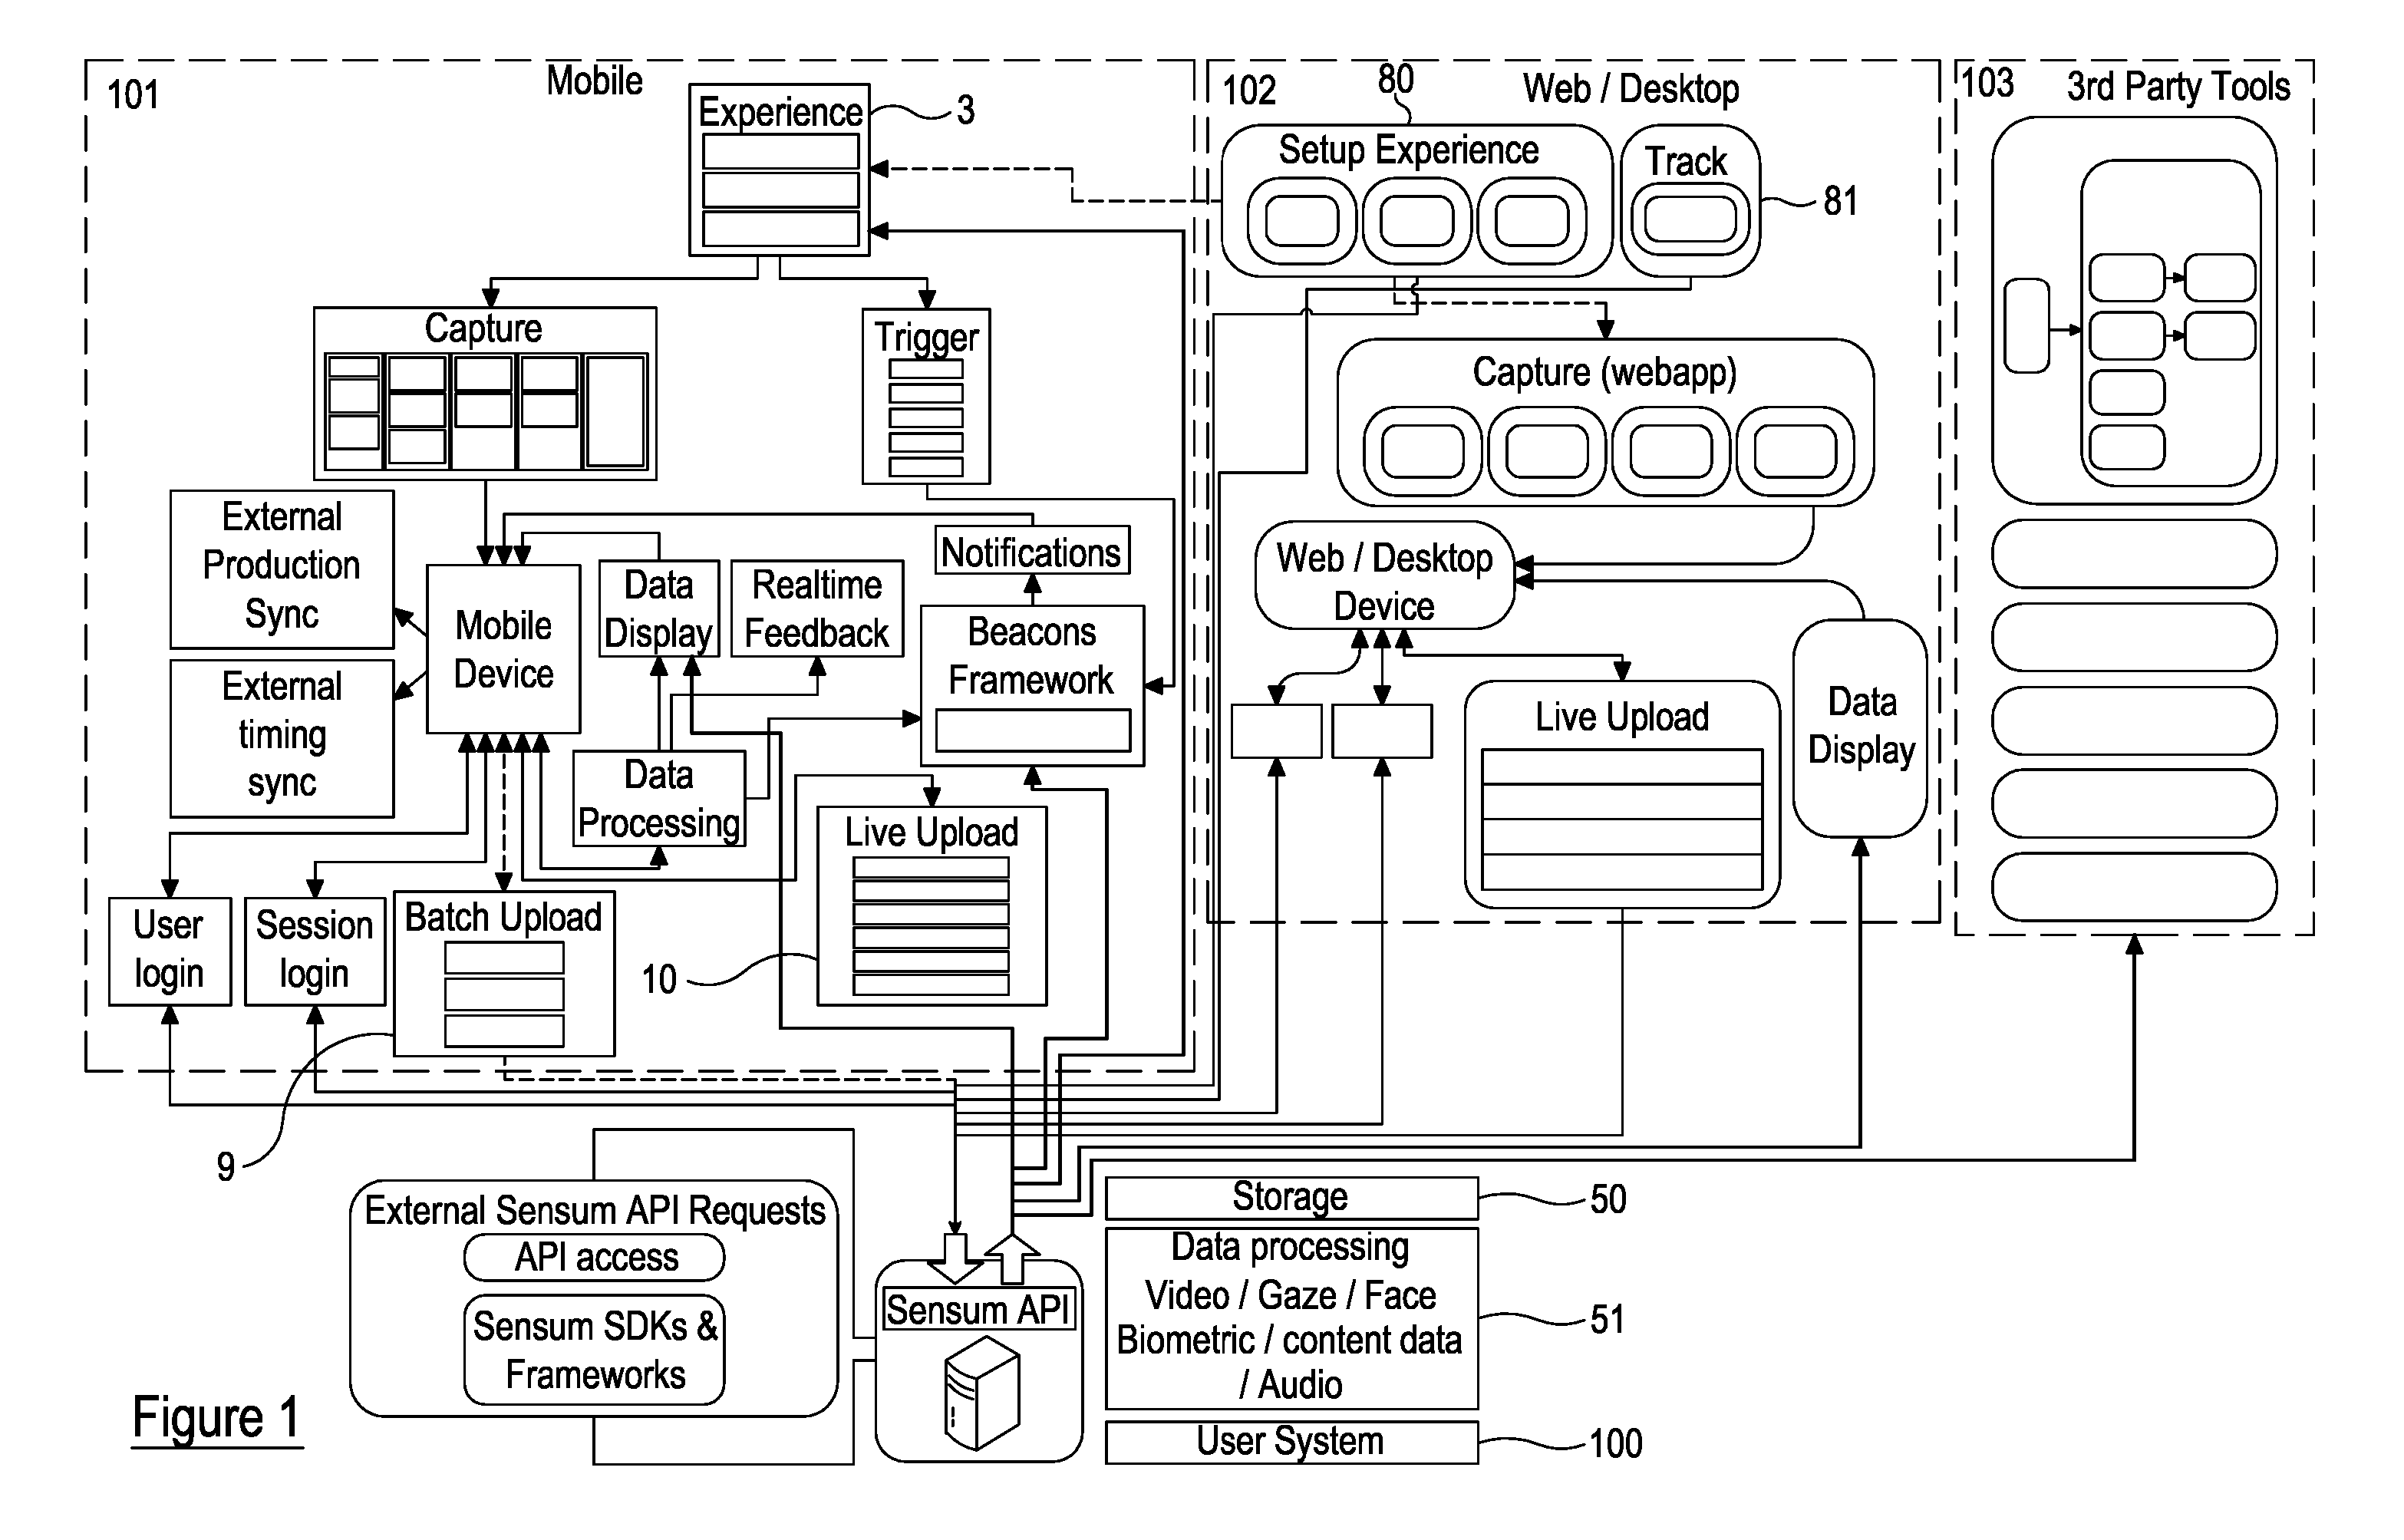 101
Mobile
Experience
3
102
80
Web / Desktop
Setup Experience
Track
81
103
3rd Party Tools
Capture
Trigger
Capture (webapp)
External
Production
Sync
External
timing
sync
Mobile
Device
Data
Display
Realtime
Feedback
Notifications
Beacons
Framework
Data
Processing
Live Upload
10
User
login
Session
login
Batch Upload
9
Web / Desktop
Device
Live Upload
Data
Display
External Sensum API Requests
API access
Sensum SDKs &
Frameworks
Sensum API
Storage
50
Data processing
Video / Gaze / Face
Biometric / content data
/ Audio
51
User System
100
Figure 1